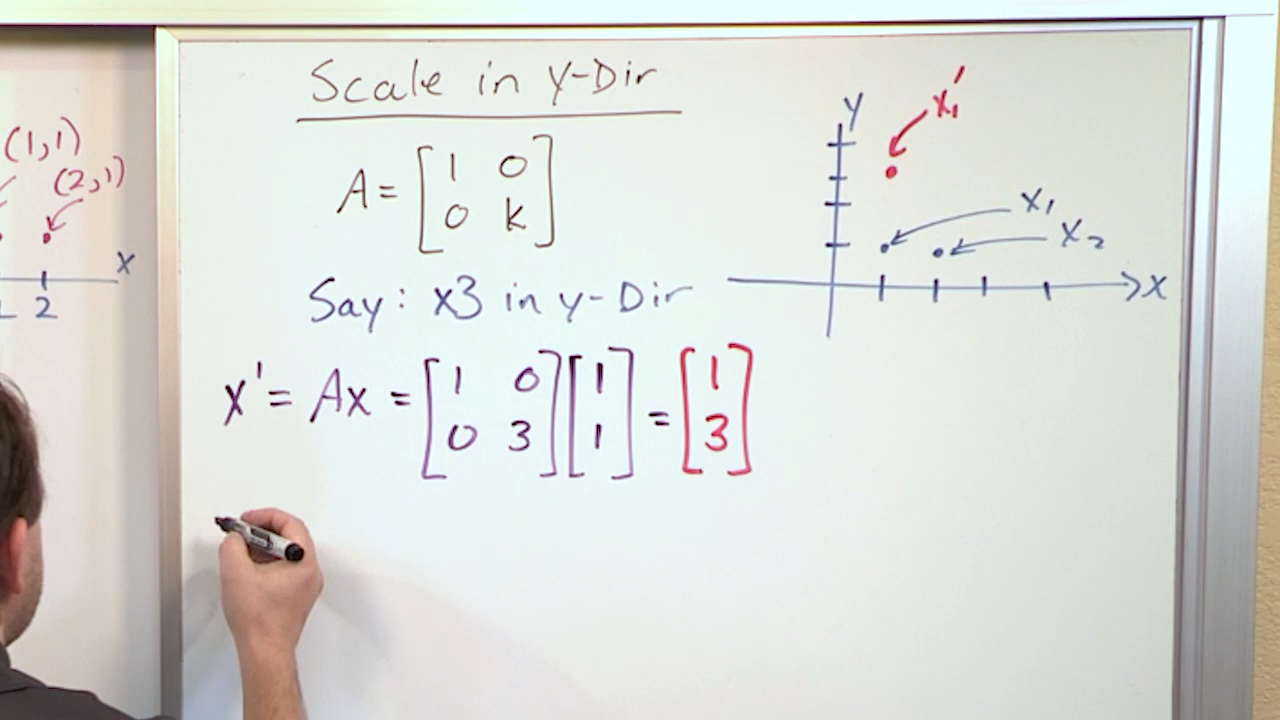 Scale in y-Dir
A = [1 0
0 k]
Say: x3 in y-Dir
x' = Ax = [1 0
0 3] [1
1] = [1
3]
Y
x₁'
x₁
x₂
X
(1,1)
(2,1)
X
2